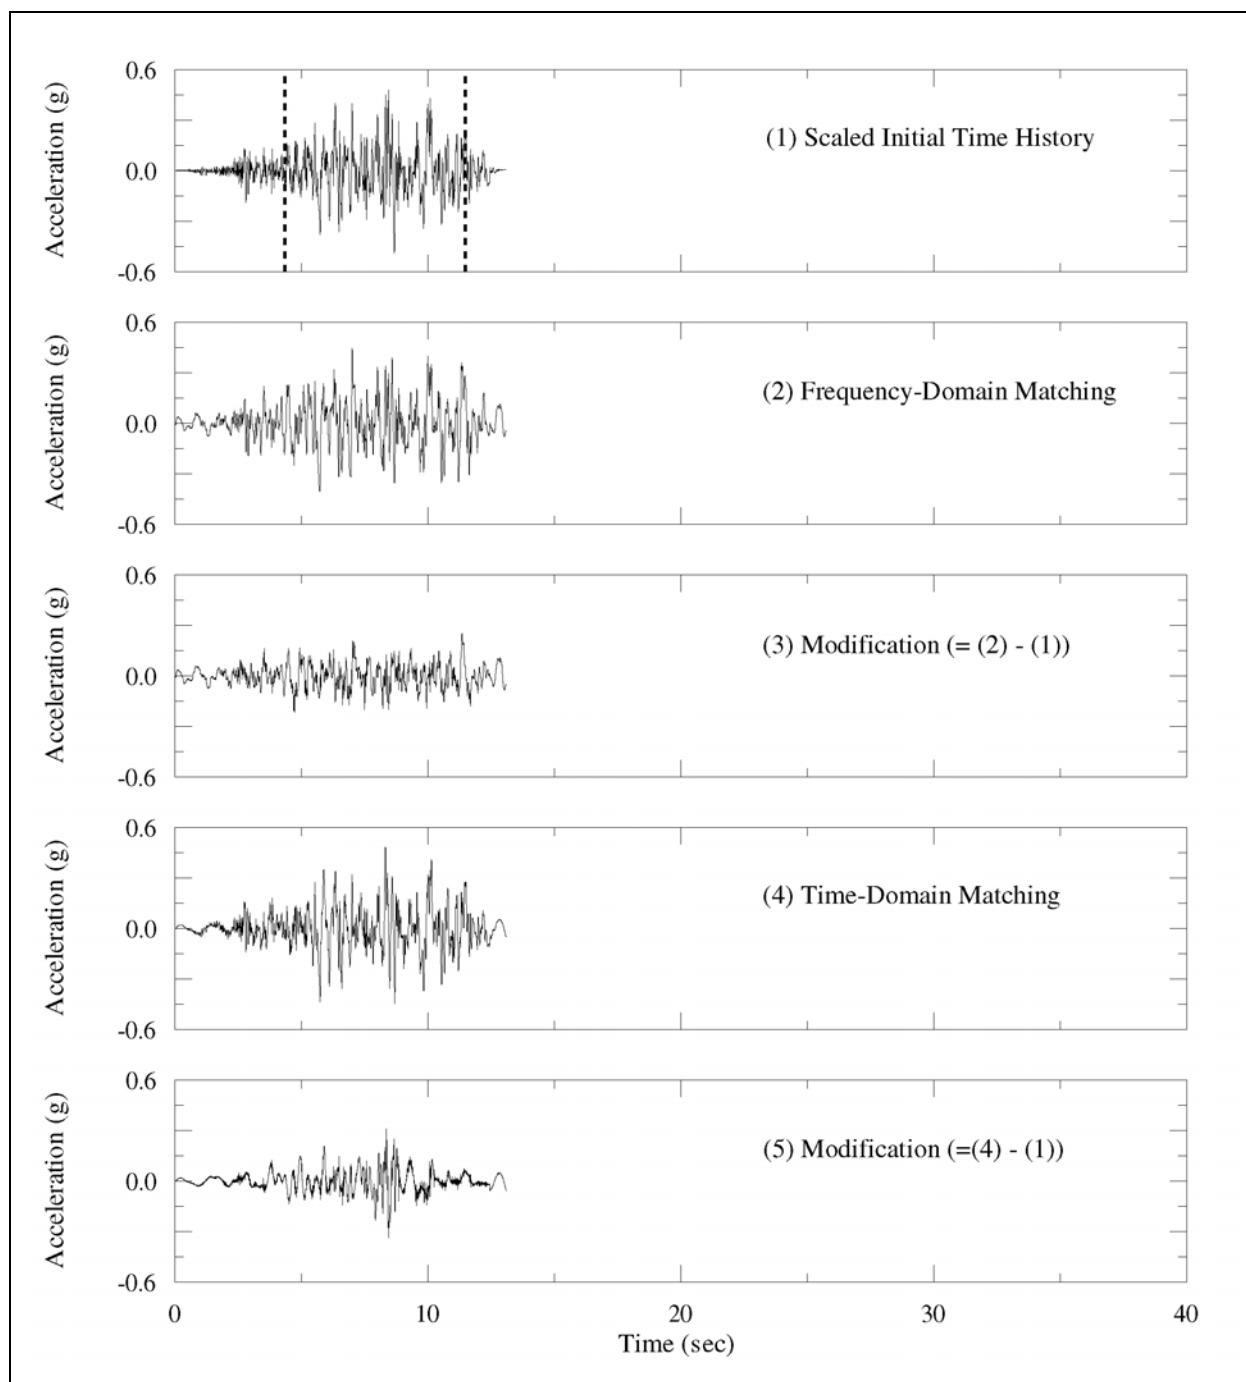 0.6
Acceleration (g)
(1) Scaled Initial Time History
0.0
-0.6
0.6
Acceleration (g)
(2) Frequency-Domain Matching
0.0
-0.6
0.6
Acceleration (g)
(3) Modification (= (2) - (1))
0.0
-0.6
0.6
Acceleration (g)
(4) Time-Domain Matching
0.0
-0.6
0.6
Acceleration (g)
(5) Modification (=(4) - (1))
0.0
-0.6
0 10 20 30 40
Time (sec)